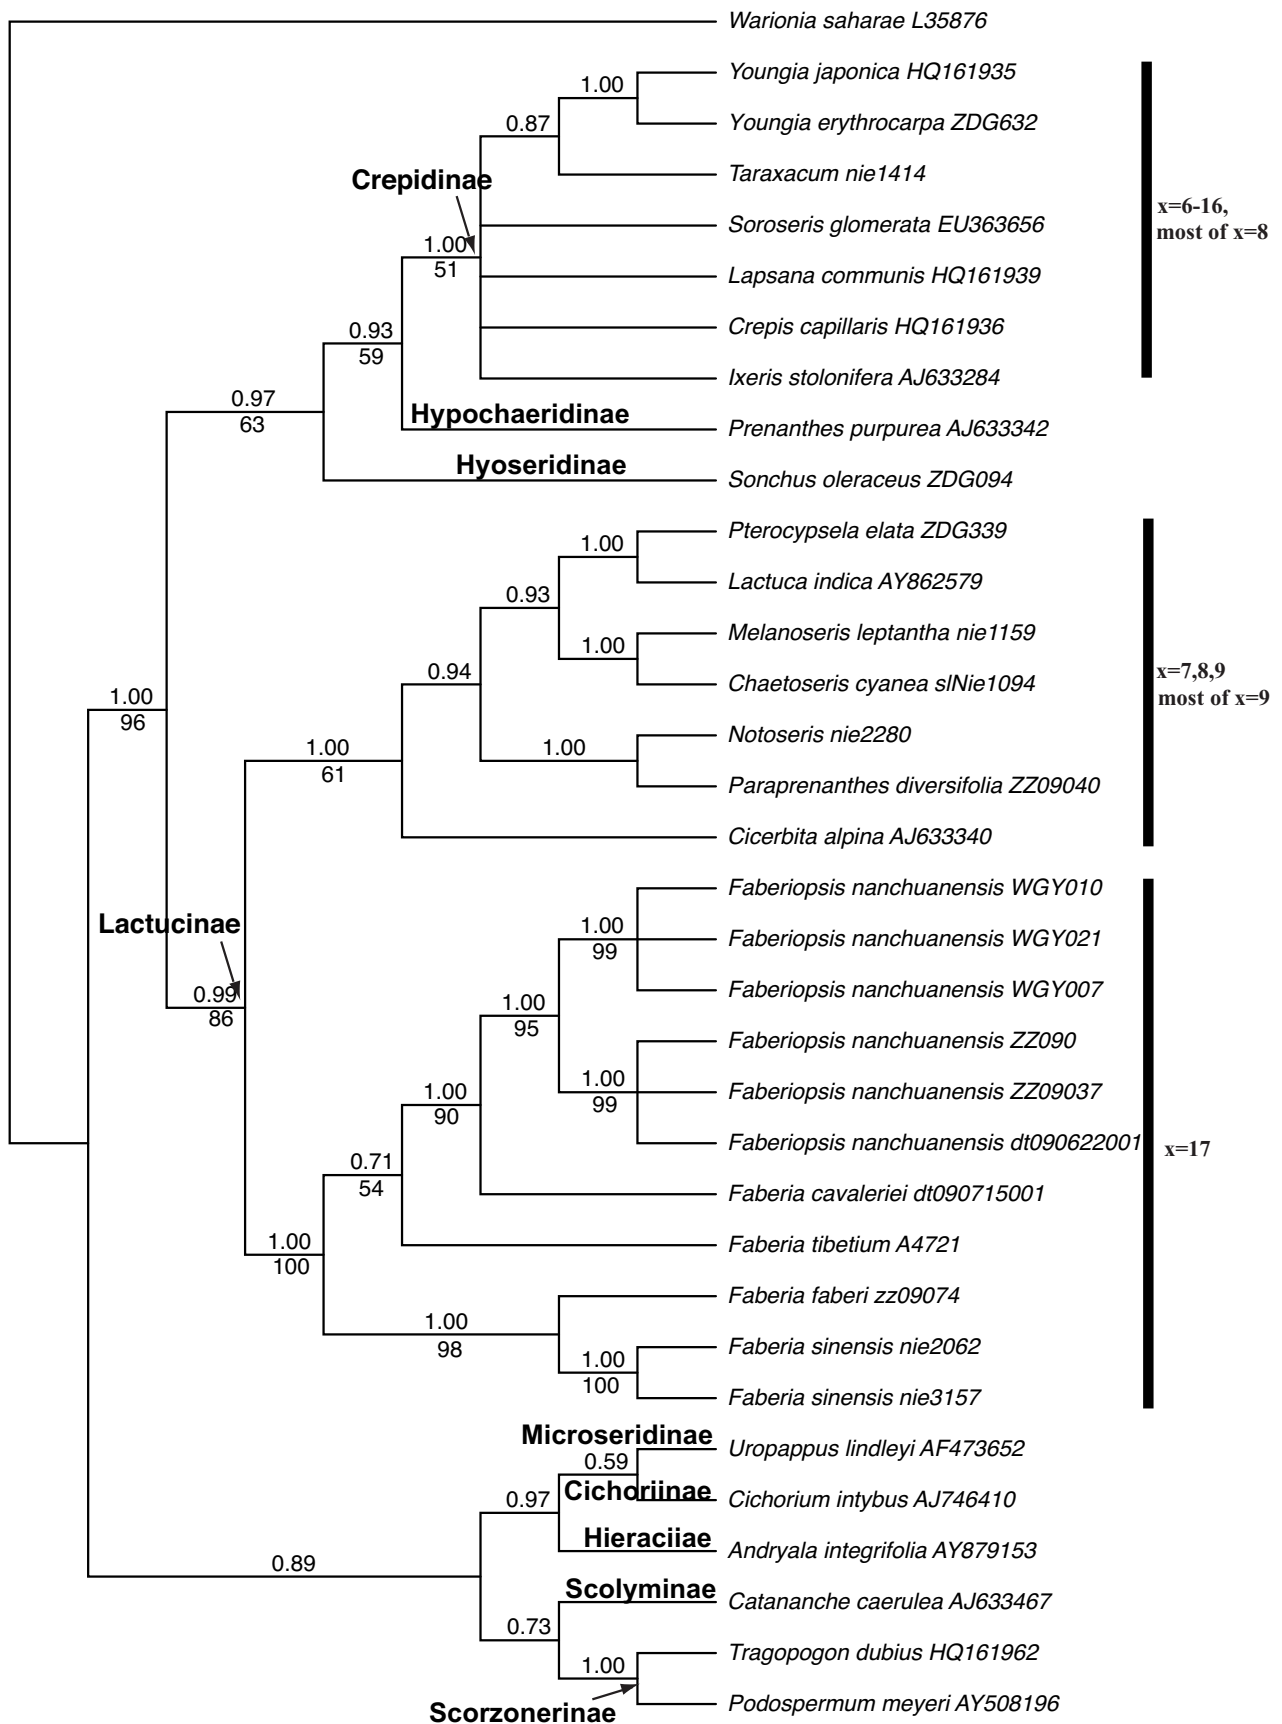 Warionia saharae L35876
Youngia japonica HQ161935
1.00
Youngia erythrocarpa ZDG632
0.87
Taraxacum nie1414
Crepidinae
x=6-16,
most of x=8
Soroseris glomerata EU363656
1.00
51
Lapsana communis HQ161939
Crepis capillaris HQ161936
0.93
59
Ixeris stolonifera AJ633284
0.97
63
Hypochaeridinae
Prenanthes purpurea AJ633342
Hyoseridinae
Sonchus oleraceus ZDG094
Pterocypsela elata ZDG339
1.00
Lactuca indica AY862579
0.93
Melanoseris leptantha nie1159
1.00
x=7,8,9
most of x=9
0.94
Chaetoseris cyanea slNie1094
1.00
96
Notoseris nie2280
1.00
1.00
61
Paraprenanthes diversifolia ZZ09040
Cicerbita alpina AJ633340
Faberiopsis nanchuanensis WGY010
Lactucinae
1.00
99
Faberiopsis nanchuanensis WGY021
Faberiopsis nanchuanensis WGY007
0.99
86
1.00
95
Faberiopsis nanchuanensis ZZ090
1.00
99
Faberiopsis nanchuanensis ZZ09037
1.00
90
Faberiopsis nanchuanensis dt090622001
x=17
0.71
54
Faberia cavaleriei dt090715001
1.00
100
Faberia tibetium A4721
Faberia faberi zz09074
1.00
98
Faberia sinensis nie2062
1.00
100
Faberia sinensis nie3157
Microseridinae
Uropappus lindleyi AF473652
0.59
Cichoriinae
Cichorium intybus AJ746410
0.97
Hieraciiae
Andryala integrifolia AY879153
0.89
Scolyminae
Catananche caerulea AJ633467
0.73
Tragopogon dubius HQ161962
1.00
Podospermum meyeri AY508196
Scorzonerinae